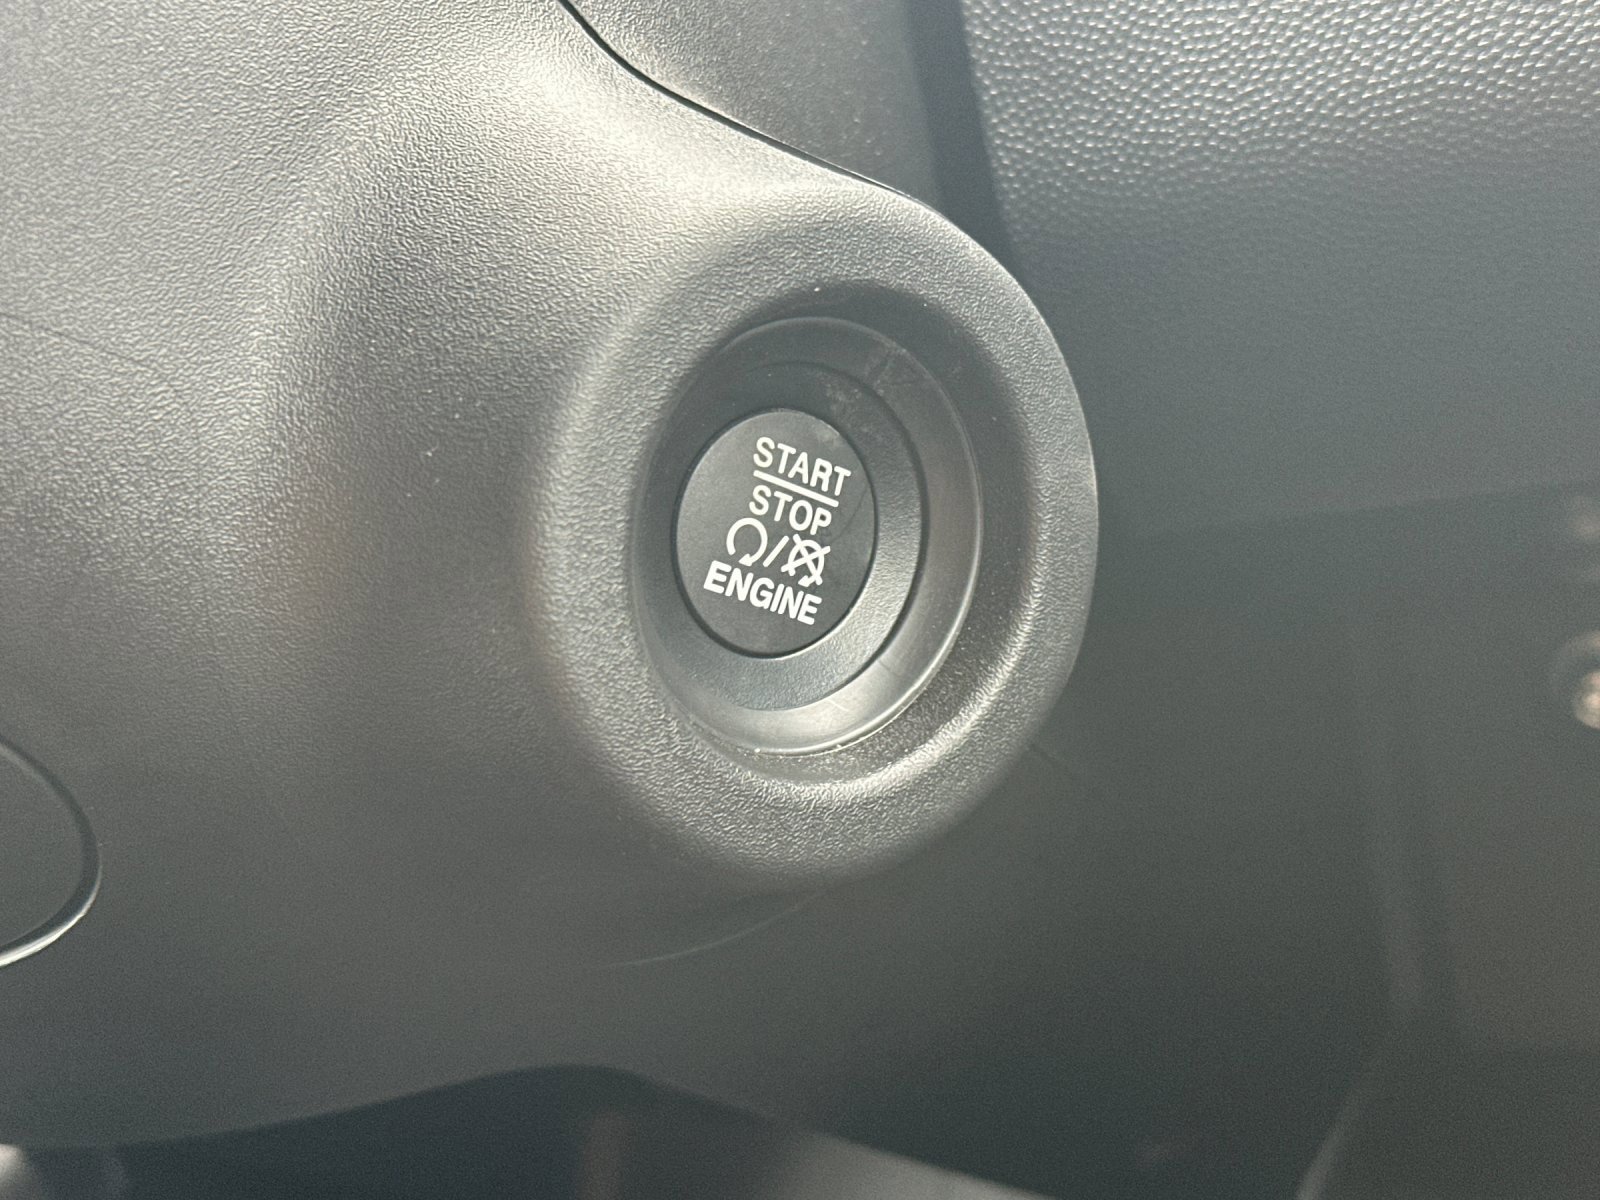 START
STOP
/
ENGINE